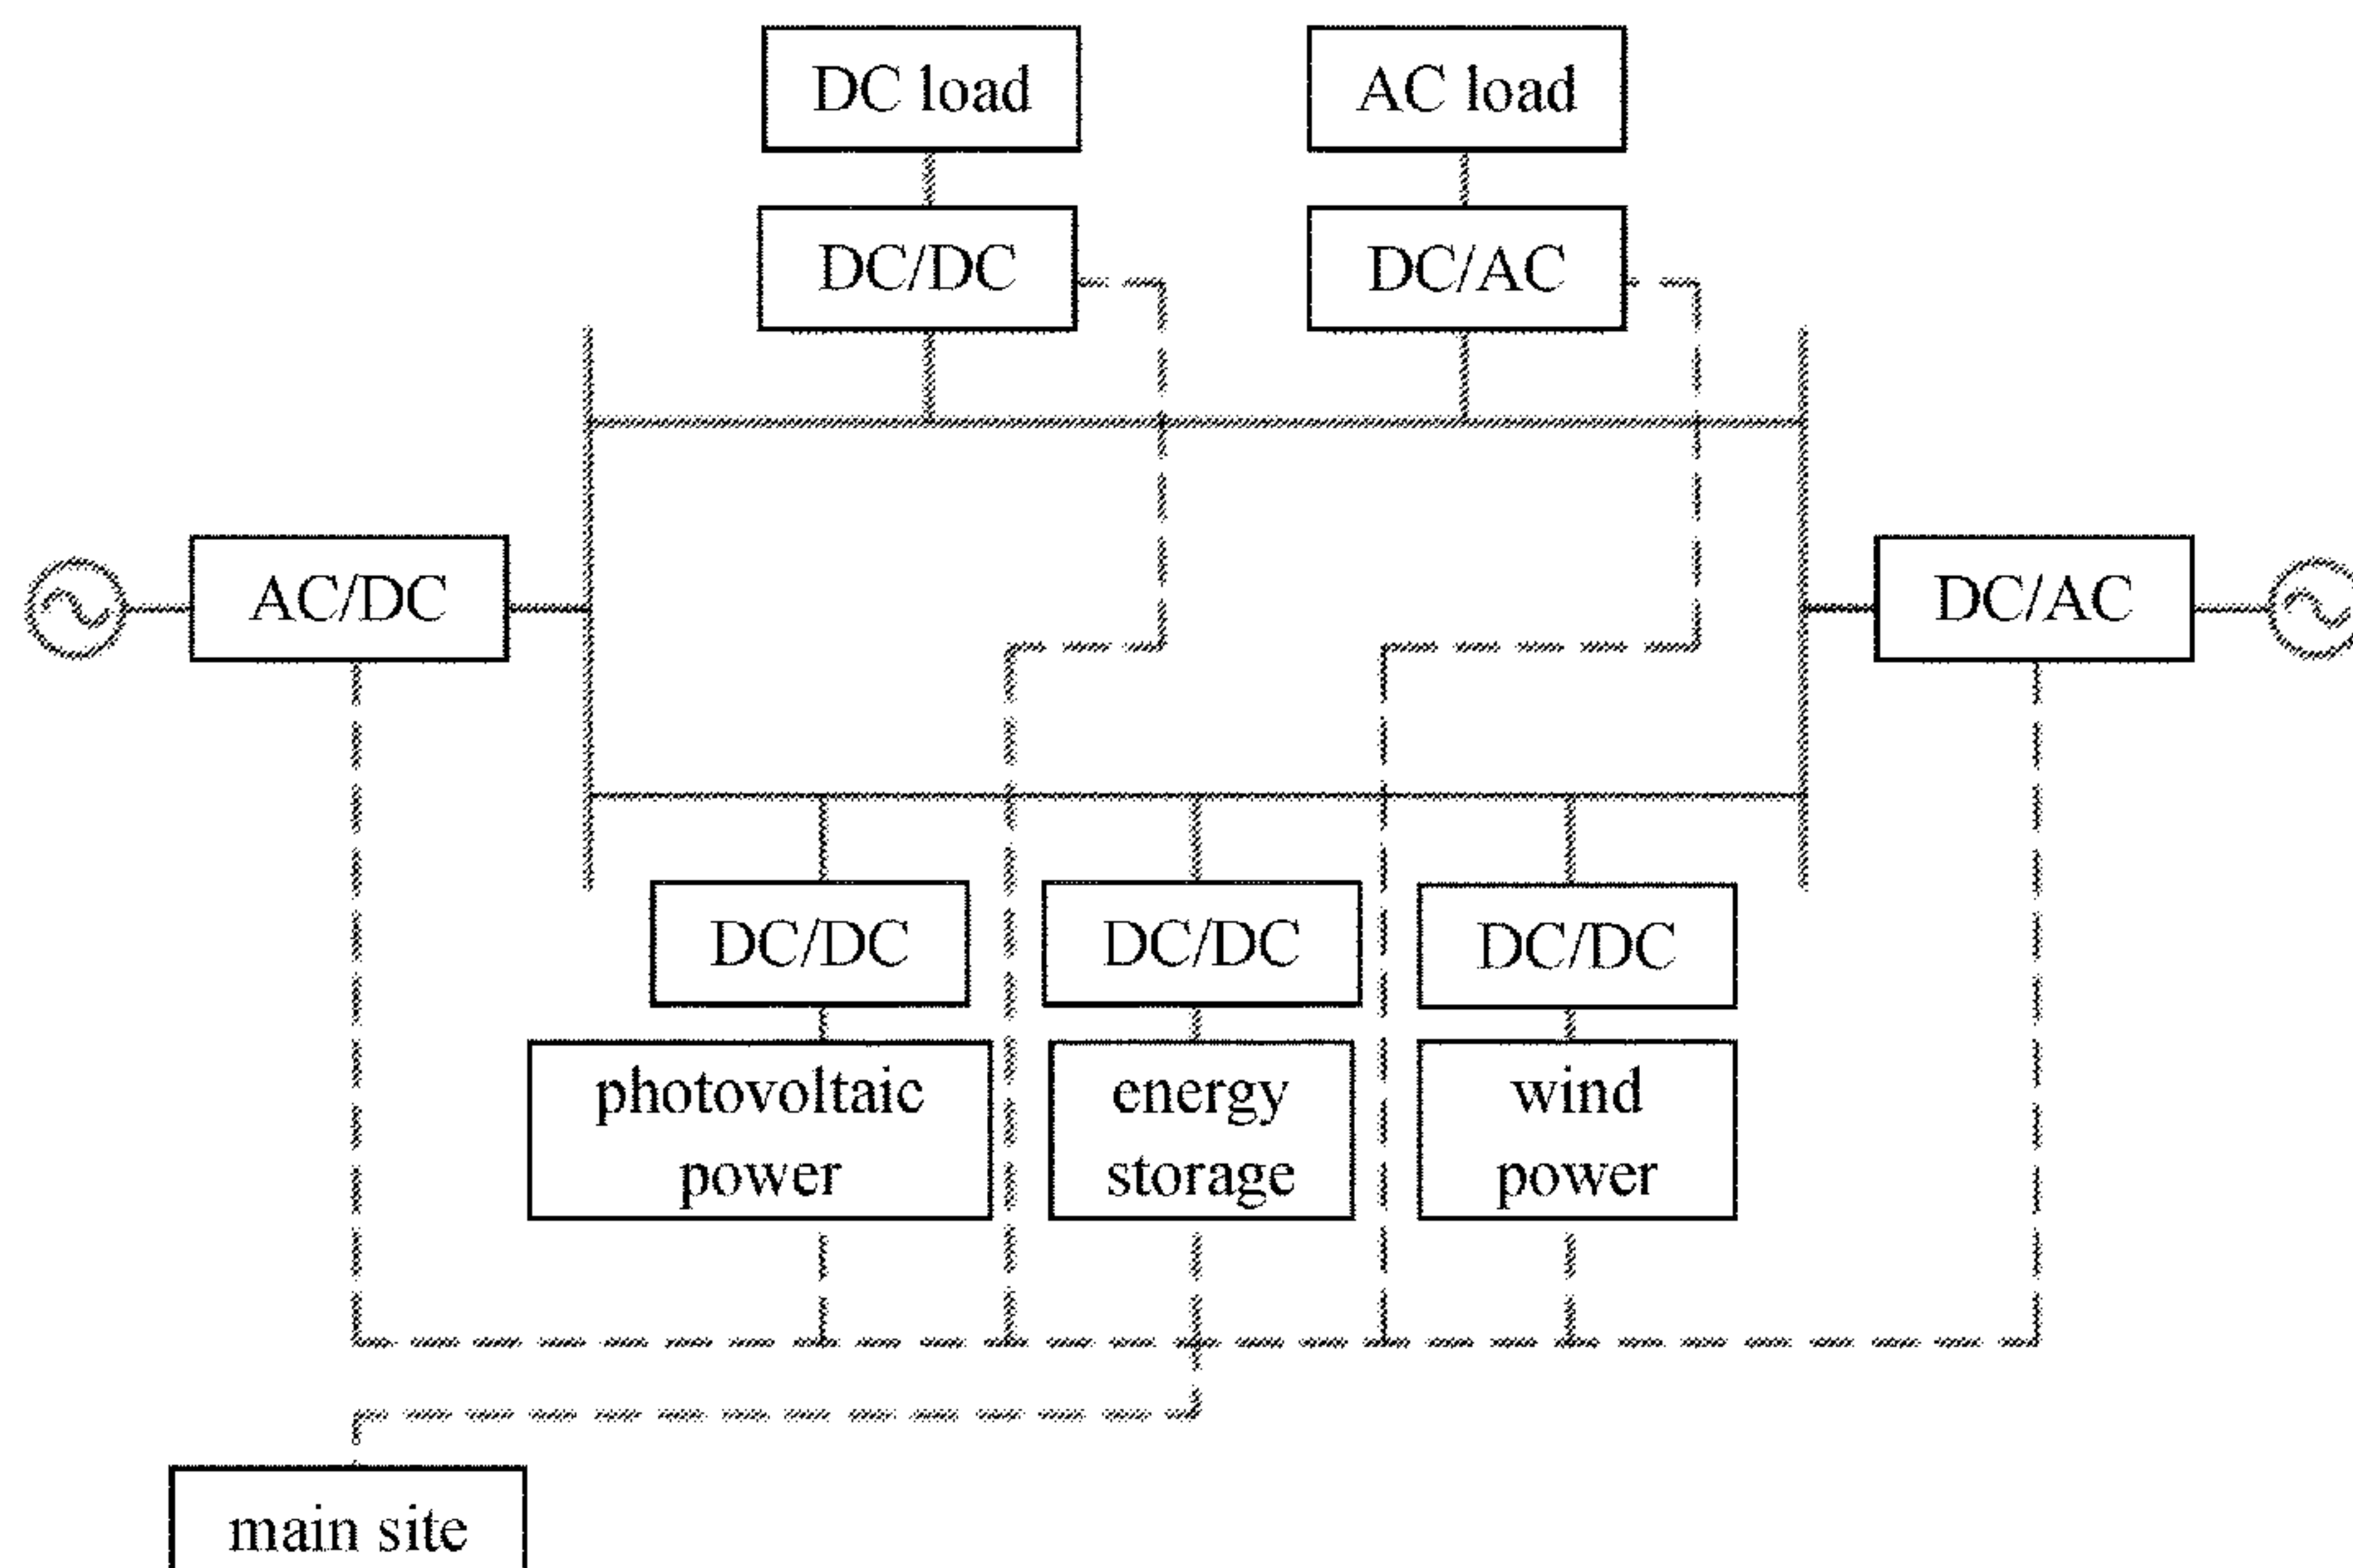 DC load
AC load
DC/DC
DC/AC
AC/DC
DC/AC
DC/DC
DC/DC
DC/DC
photovoltaic
power
energy
storage
wind
power
main site